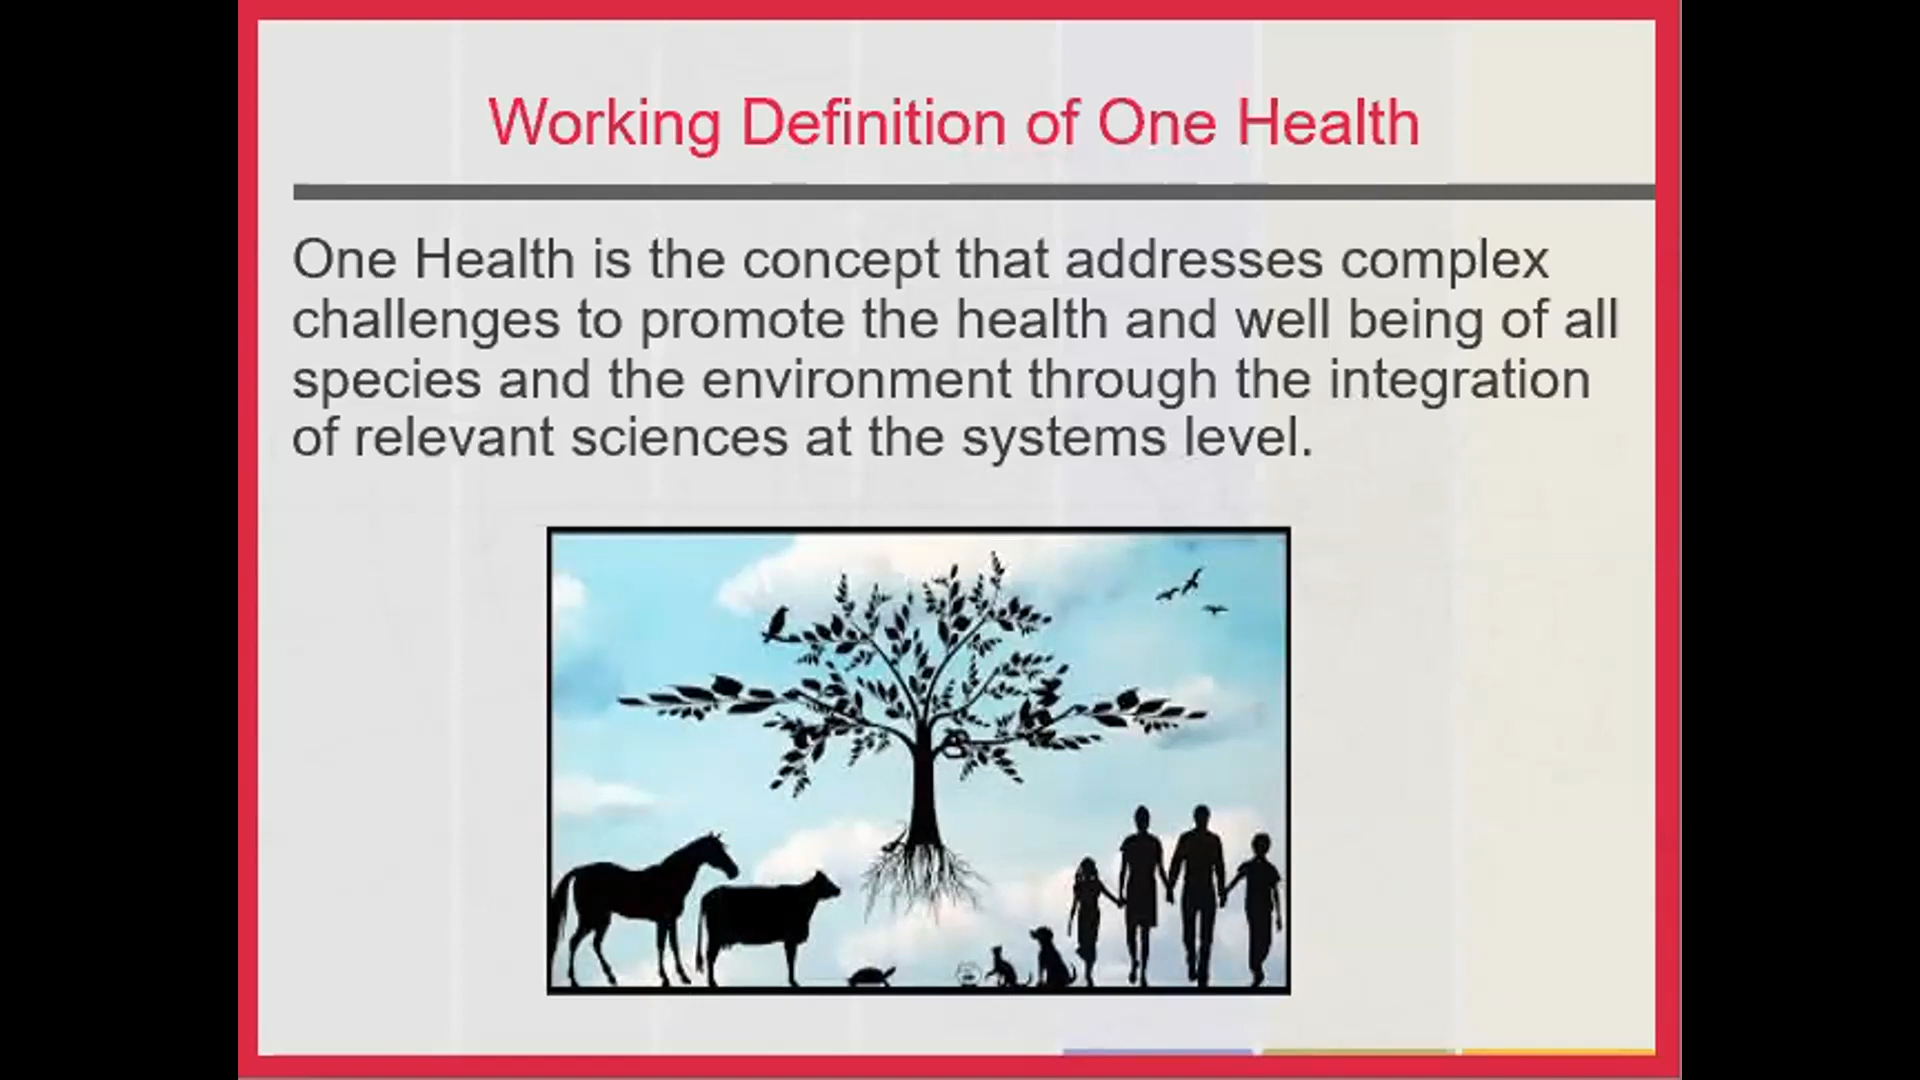 Working Definition of One Health
One Health is the concept that addresses complex
challenges to promote the health and well being of all
species and the environment through the integration
of relevant sciences at the systems level.